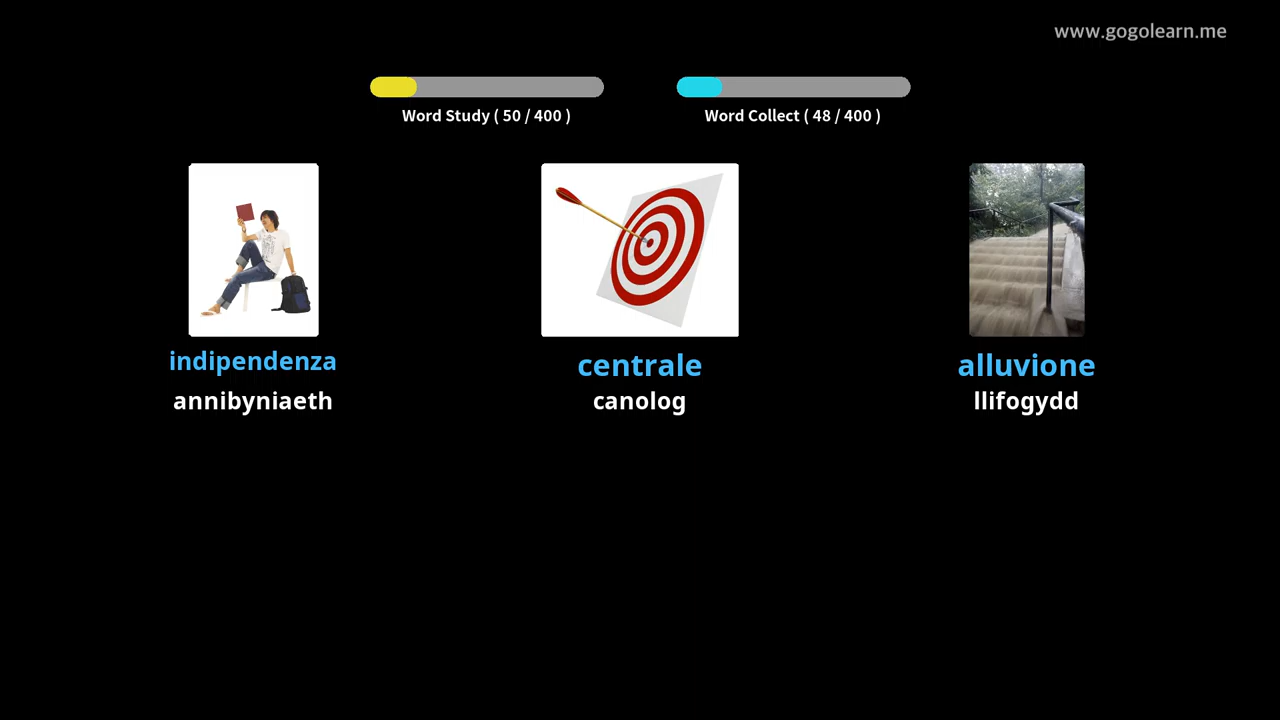 www.gogolearn.me
Word Study ( 50 / 400 )
Word Collect ( 48 / 400 )
indipendenza
annibyniaeth
centrale
canolog
alluvione
llifogydd